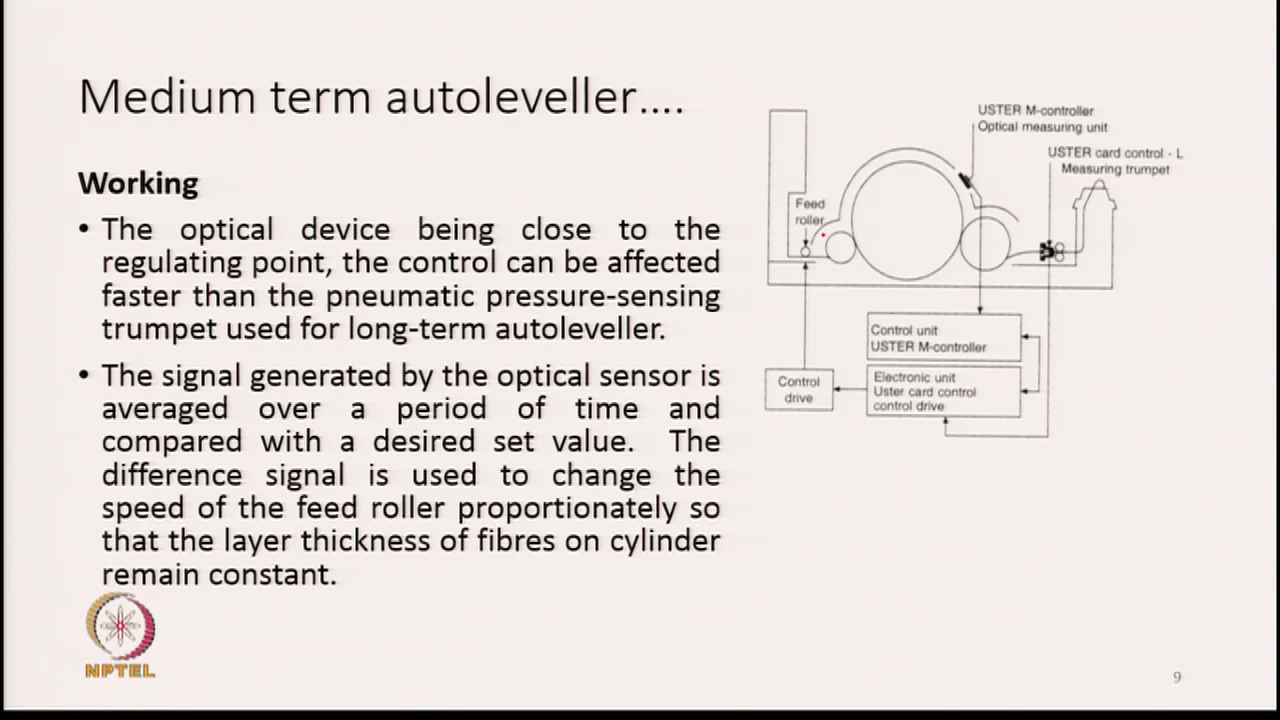 Medium term autoleveller....
Working
• The optical device being close to the
regulating point, the control can be affected
faster than the pneumatic pressure-sensing
trumpet used for long-term autoleveller.
• The signal generated by the optical sensor is
averaged over a period of time and
compared with a desired set value. The
difference signal is used to change the
speed of the feed roller proportionately so
that the layer thickness of fibres on cylinder
remain constant.
USTER M-controller
Optical measuring unit
USTER card control - L
Measuring trumpet
Feed
roller
Control unit
USTER M-controller
Electronic unit
Uster card control
control drive
Control
drive
NPTEL
9